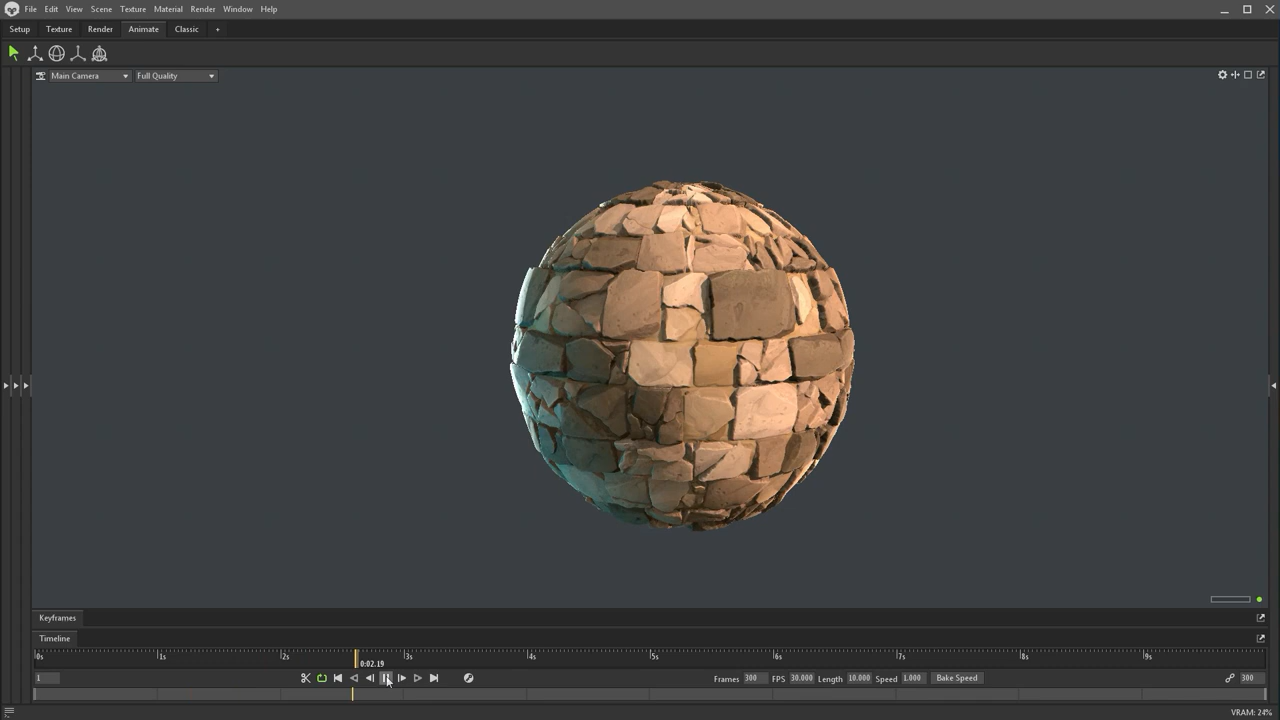 File Edit View Scene Texture Material Render Window Help
Setup Texture Render Animate Classic +
Main Camera Full Quality
Keyframes
Timeline
0s 1s 2s 3s 4s 5s 6s 7s 8s 9s
0:02.19
1 Frames 300 FPS 30.000 Length 10.000 Speed 1.000 Bake Speed 300
VRAM: 24%